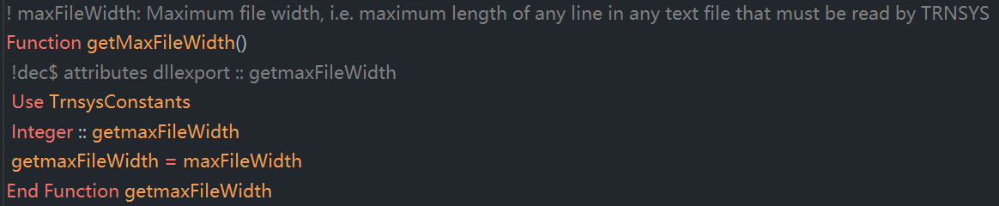 ! maxFileWidth: Maximum file width, i.e. maximum length of any line in any text file that must be read by TRNSYS
Function getMaxFileWidth()
!dec$ attributes dllexport :: getmaxFileWidth
Use TrnsysConstants
Integer :: getmaxFileWidth
getmaxFileWidth = maxFileWidth
End Function getmaxFileWidth